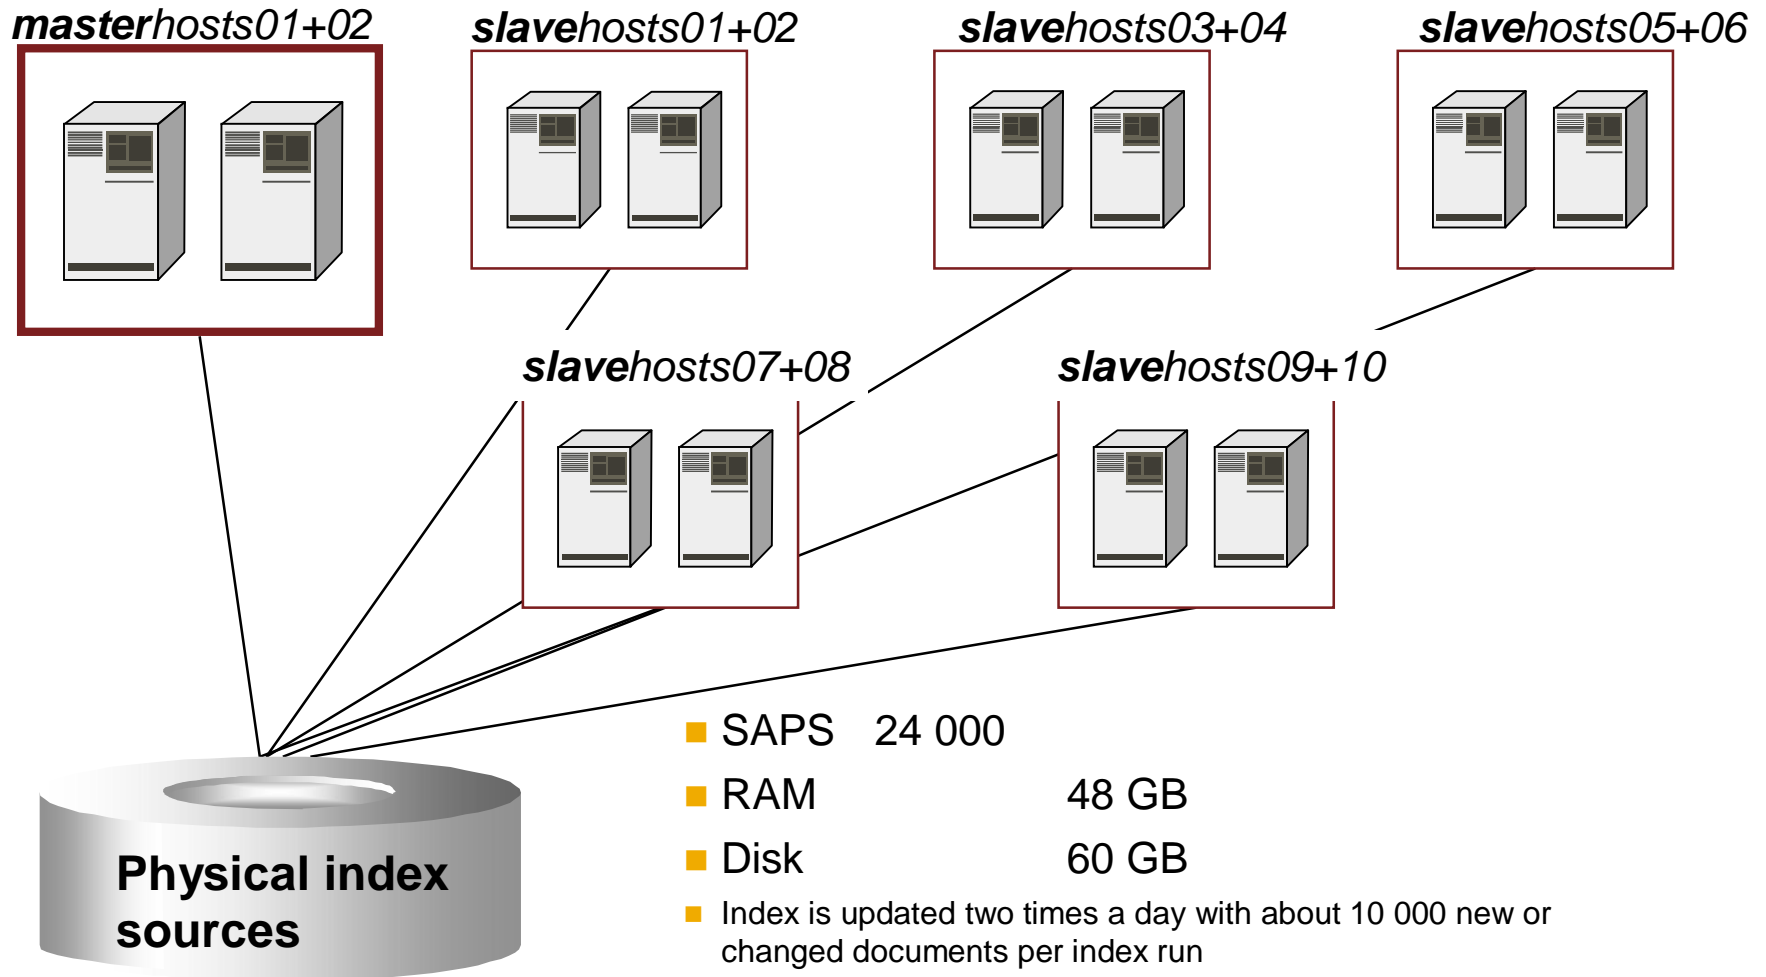 masterhosts01+02
slavehosts01+02
slavehosts03+04
slavehosts05+06
slavehosts07+08
slavehosts09+10
SAPS 24 000
RAM 48 GB
Disk 60 GB
Index is updated two times a day with about 10 000 new or
changed documents per index run
Physical index
sources